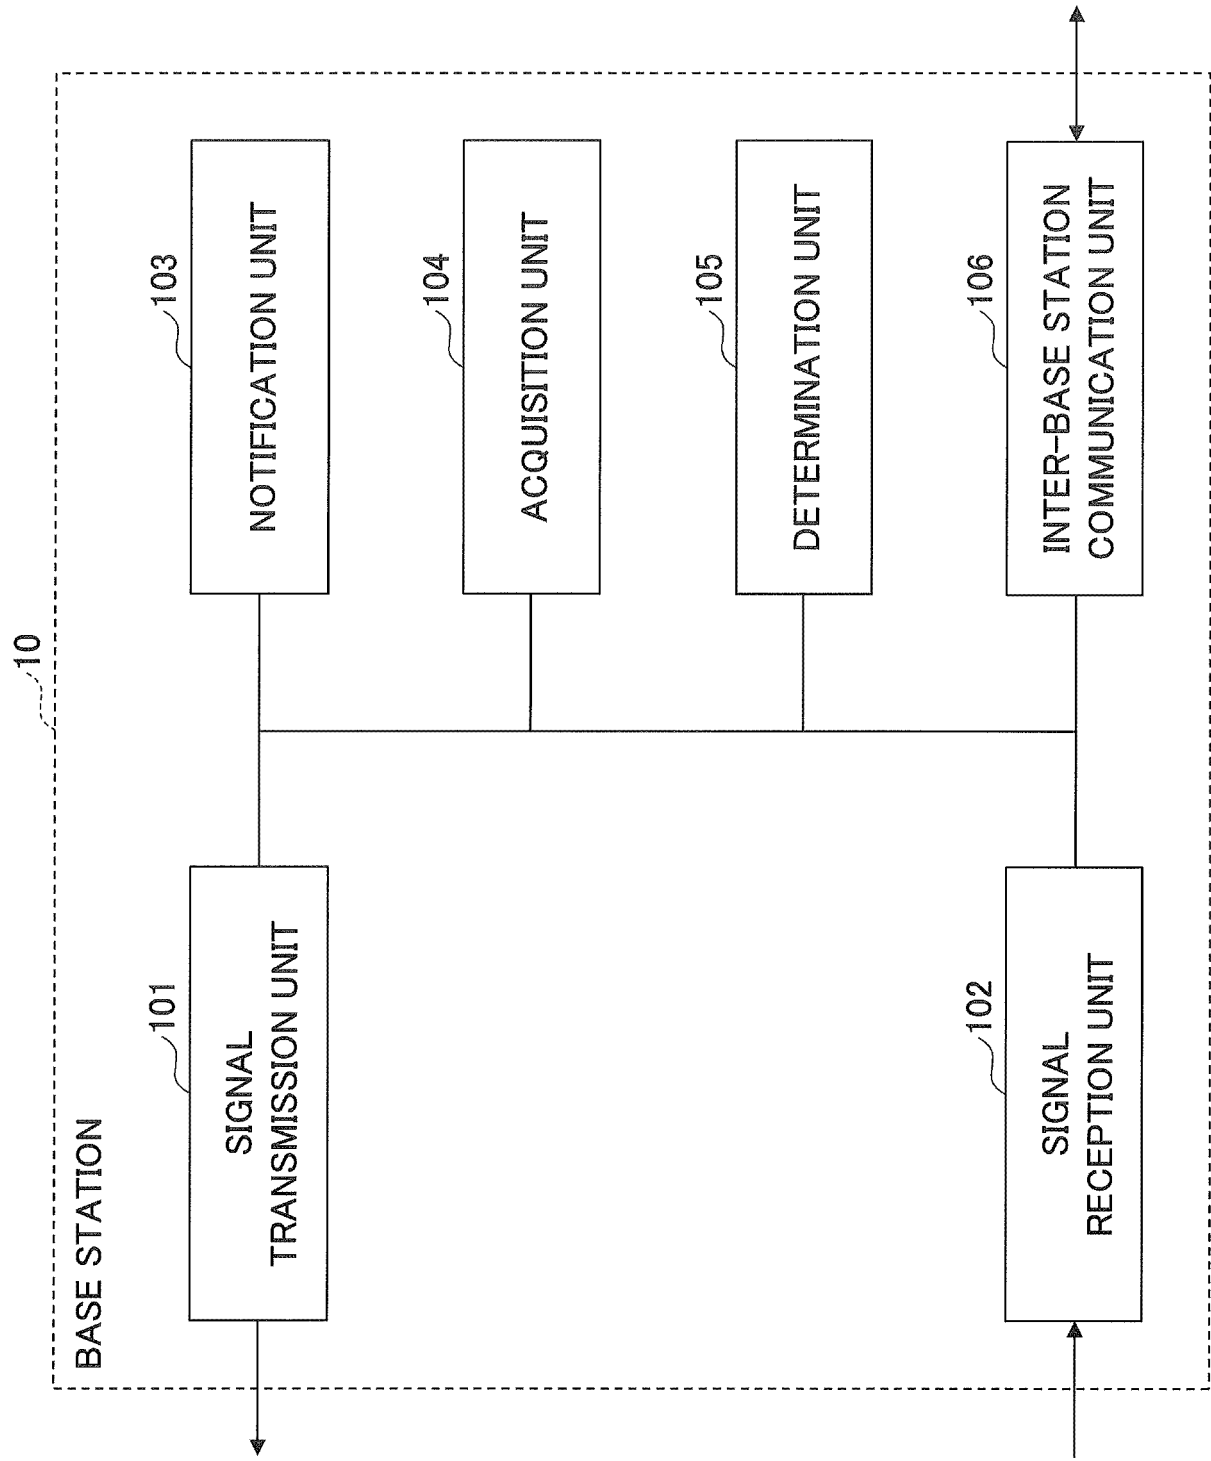 10
BASE STATION
101
SIGNAL
TRANSMISSION UNIT
102
SIGNAL
RECEPTION UNIT
103
NOTIFICATION UNIT
104
ACQUISITION UNIT
105
DETERMINATION UNIT
106
INTER-BASE STATION
COMMUNICATION UNIT